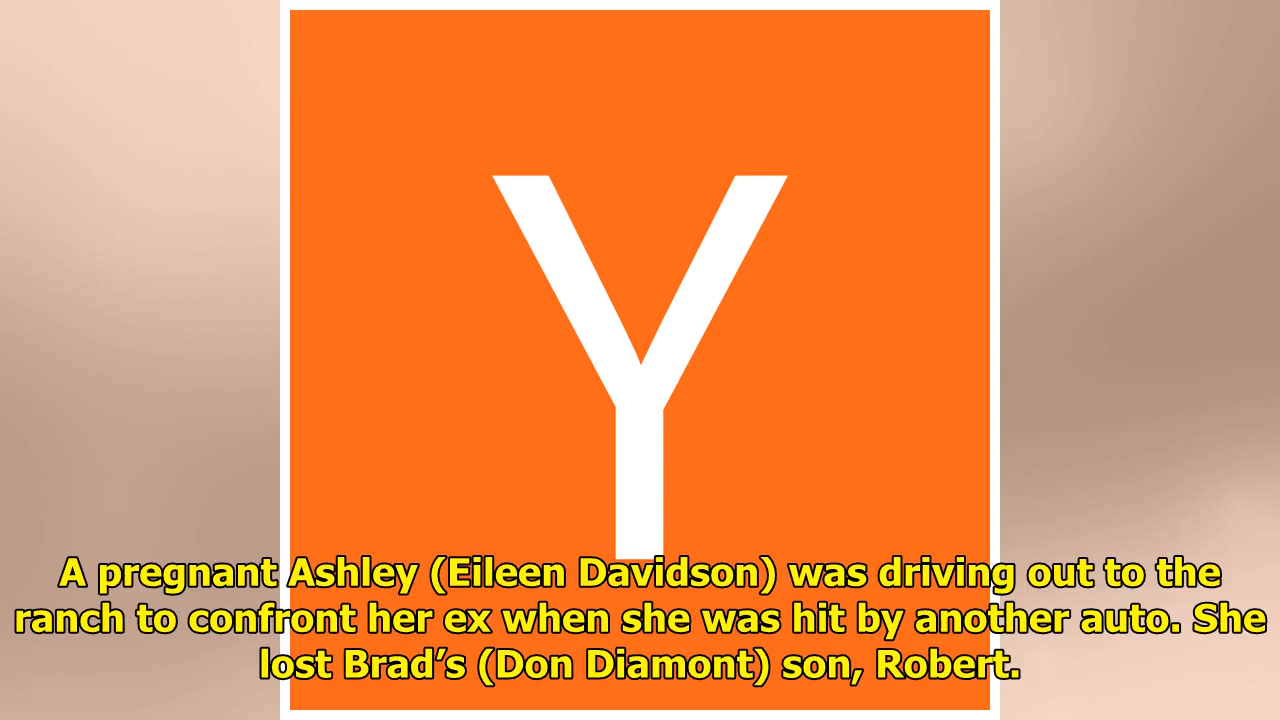 Y
A pregnant Ashley (Eileen Davidson) was driving out to the
ranch to confront her ex when she was hit by another auto. She
lost Brad’s (Don Diamont) son, Robert.